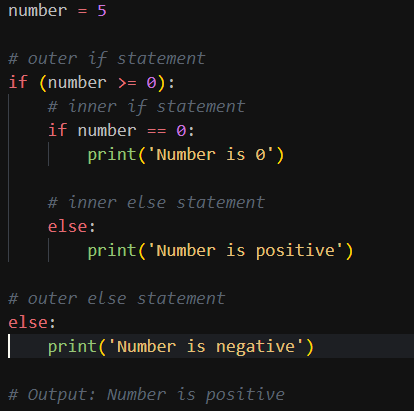 number = 5
# outer if statement
if (number >= 0):
    # inner if statement
    if number == 0:
        print('Number is 0')
    # inner else statement
    else:
        print('Number is positive')
# outer else statement
else:
    print('Number is negative')
# Output: Number is positive